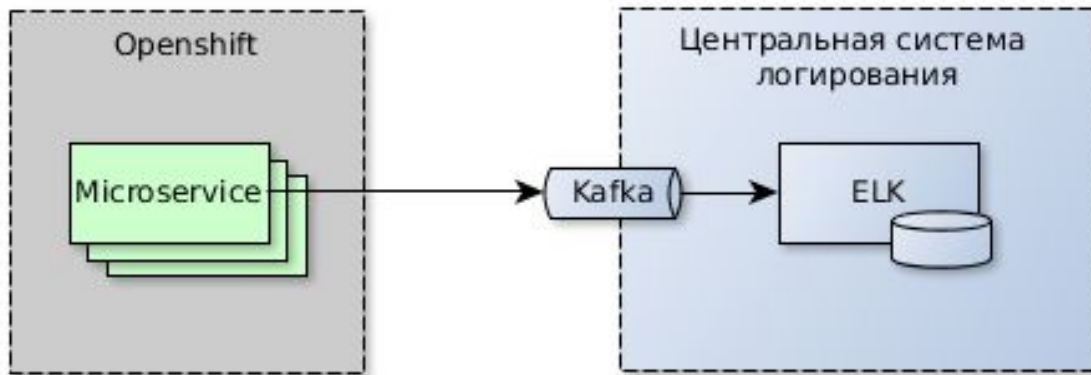 Openshift
Центральная система
логирования
Microservice
Kafka
ELK